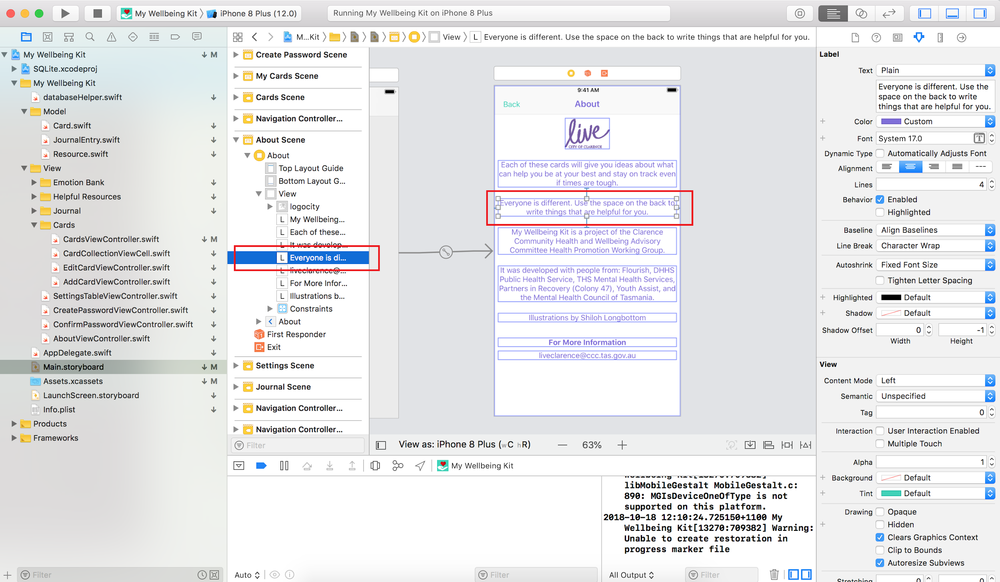 My Wellbeing Kit
iPhone 8 Plus (12.0)
Running My Wellbeing Kit on iPhone 8 Plus
M...Kit
View
L
Everyone is different. Use the space on the back to write things that are helpful for you.
My Wellbeing Kit
M
SQLite.xcodeproj
My Wellbeing Kit
databaseHelper.swift
Model
Card.swift
JournalEntry.swift
Resource.swift
View
Emotion Bank
Helpful Resources
Journal
Cards
CardsViewController.swift
M
CardCollectionViewCell.swift
EditCardViewController.swift
AddCardViewController.swift
SettingsTableViewController.swift
CreatePasswordViewController.swift
ConfirmPasswordViewController.swift
AboutViewController.swift
AppDelegate.swift
Main.storyboard
M
Assets.xcassets
M
LaunchScreen.storyboard
Info.plist
Products
Frameworks
Filter
Create Password Scene
My Cards Scene
Cards Scene
Navigation Controller...
About Scene
About
Top Layout Guide
Bottom Layout G...
View
logocity
L My Wellbeing...
L Each of these...
L It was develop...
L Everyone is di...
L liveclarence@...
L For More Infor...
L Illustrations b...
Constraints
About
First Responder
Exit
Settings Scene
Journal Scene
Navigation Controller...
Navigation Controller...
Filter
9:41 AM
Back
About
live
CITY OF CLARENCE
Each of these cards will give you ideas about what
can help you be at your best and stay on track even
if times are tough.
Everyone is different. Use the space on the back to
write things that are helpful for you.
My Wellbeing Kit is a project of the Clarence
Community Health and Wellbeing Advisory
Committee Health Promotion Working Group.
It was developed with people from: Flourish, DHHS
Public Health Service, THS Mental Health Services,
Partners in Recovery (Colony 47), Youth Assist, and
the Mental Health Council of Tasmania.
Illustrations by Shiloh Longbottom
For More Information
liveclarence@ccc.tas.gov.au
View as: iPhone 8 Plus (wC hR)
63%
My Wellbeing Kit
Wellbeing Kit[13270:709382]
libMobileGestalt MobileGestalt.c:
890: MGIsDeviceOneOfType is not
supported on this platform.
2018-10-18 12:10:24.725150+1100 My
Wellbeing Kit[13270:709382] Warning:
Unable to create restoration in
progress marker file
Auto
Filter
All Output
Filter
Label
Text Plain
Everyone is different. Use the
space on the back to write
things that are helpful for you.
Color Custom
Font System 17.0
T
Dynamic Type Automatically Adjusts Font
Alignment
Lines 4
Behavior Enabled
Highlighted
Baseline Align Baselines
Line Break Character Wrap
Autoshrink Fixed Font Size
Tighten Letter Spacing
Highlighted Default
Shadow Default
Shadow Offset 0 -1
Width Height
View
Content Mode Left
Semantic Unspecified
Tag 0
Interaction User Interaction Enabled
Multiple Touch
Alpha 1
Background Default
Tint Default
Drawing Opaque
Hidden
Clears Graphics Context
Clip to Bounds
Autoresize Subviews
Stretching 0 0